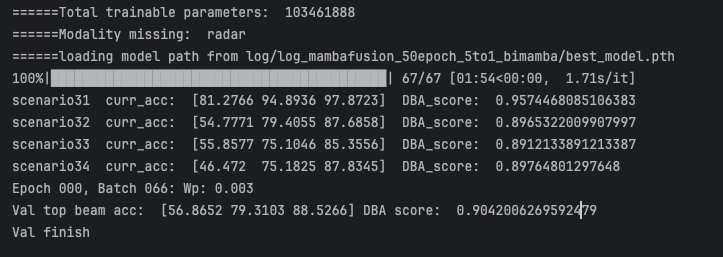 ======Total trainable parameters:  103461888
======Modality missing:  radar
======loading model path from log/log_mambafusion_50epoch_5to1_bimamba/best_model.pth
100%|██████████████████████████████████████████| 67/67 [01:54<00:00,  1.71s/it]
scenario31  curr_acc:  [81.2766 94.8936 97.8723]  DBA_score:  0.9574468085106383
scenario32  curr_acc:  [54.7771 79.4055 87.6858]  DBA_score:  0.8965322009907997
scenario33  curr_acc:  [55.8577 75.1046 85.3556]  DBA_score:  0.8912133891213387
scenario34  curr_acc:  [46.472  75.1825 87.8345]  DBA_score:  0.89764801297648
Epoch 000, Batch 066: Wp: 0.003
Val top beam acc:  [56.8652 79.3103 88.5266] DBA score:  0.9042006269592479
Val finish